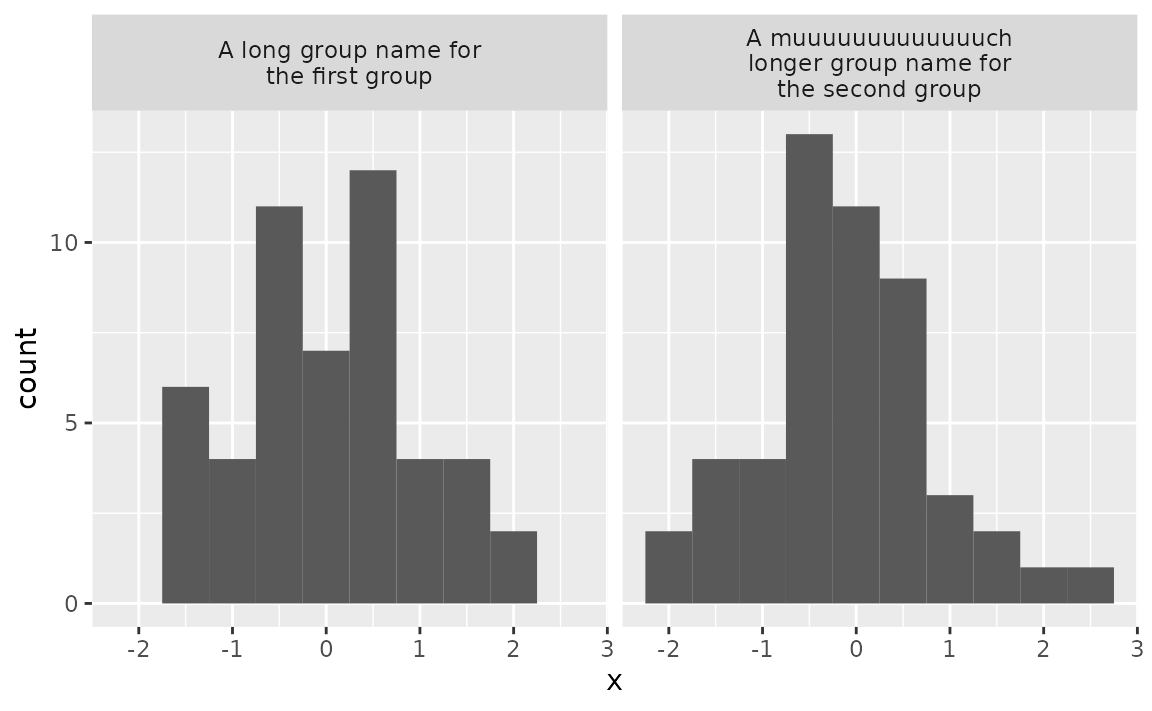 A long group name for
the first group
A muuuuuuuuuuuuuuch
longer group name for
the second group
10
5
0
count
-2 -1 0 1 2 3
-2 -1 0 1 2 3
x